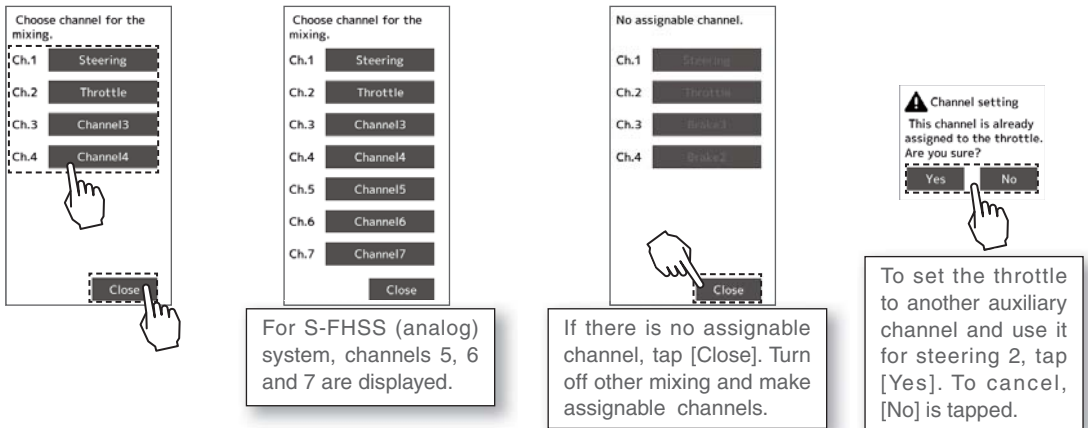 Choose channel for the
mixing.
Ch.1 Steering
Ch.2 Throttle
Ch.3 Channel3
Ch.4 Channel4
Close
Choose channel for the
mixing.
Ch.1 Steering
Ch.2 Throttle
Ch.3 Channel3
Ch.4 Channel4
Ch.5 Channel5
Ch.6 Channel6
Ch.7 Channel7
Close
For S-FHSS (analog)
system, channels 5, 6
and 7 are displayed.
No assignable channel.
Ch.1 Steering
Ch.2 Throttle
Ch.3 Brake3
Ch.4 Brake2
Close
If there is no assignable
channel, tap [Close]. Turn
off other mixing and make
assignable channels.
Channel setting
This channel is already
assigned to the throttle.
Are you sure?
Yes No
To set the throttle
to another auxiliary
channel and use it
for steering 2, tap
[Yes]. To cancel,
[No] is tapped.